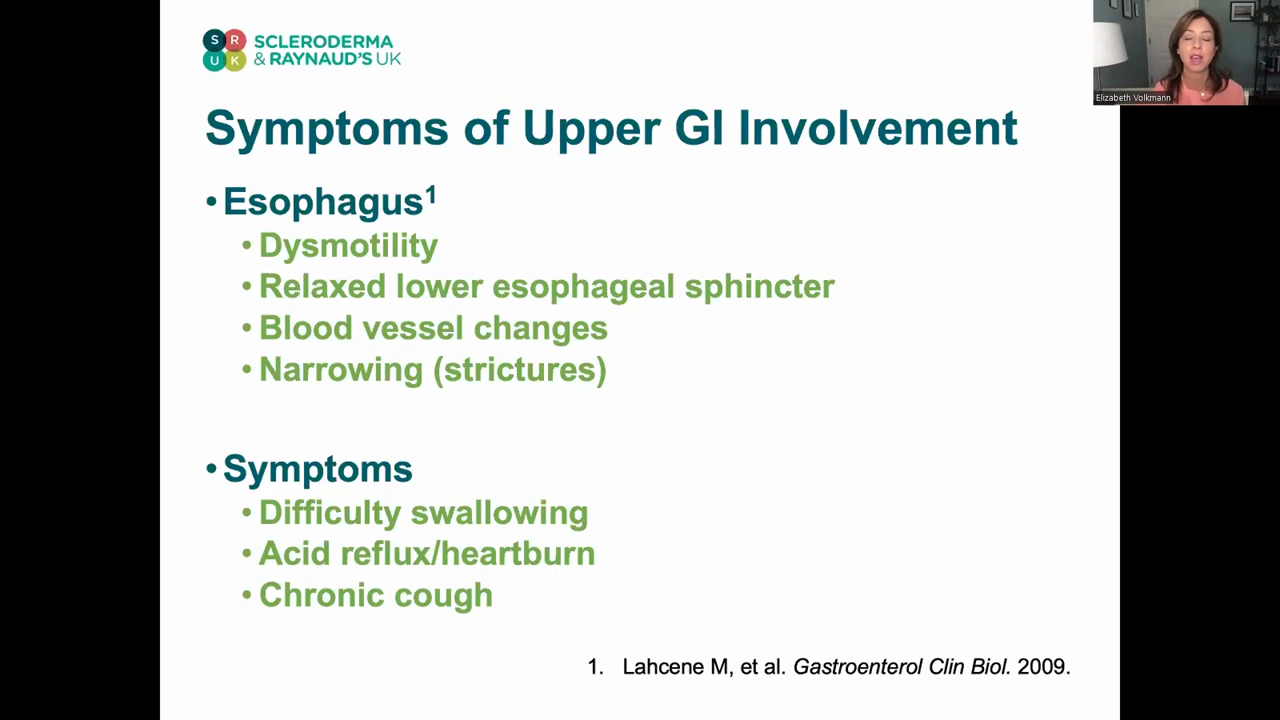 S R
U K
SCLERODERMA
& RAYNAUD'S UK
Elizabeth Volkmann
Symptoms of Upper GI Involvement
• Esophagus¹
• Dysmotility
• Relaxed lower esophageal sphincter
• Blood vessel changes
• Narrowing (strictures)
• Symptoms
• Difficulty swallowing
• Acid reflux/heartburn
• Chronic cough
1. Lahcene M, et al. Gastroenterol Clin Biol. 2009.